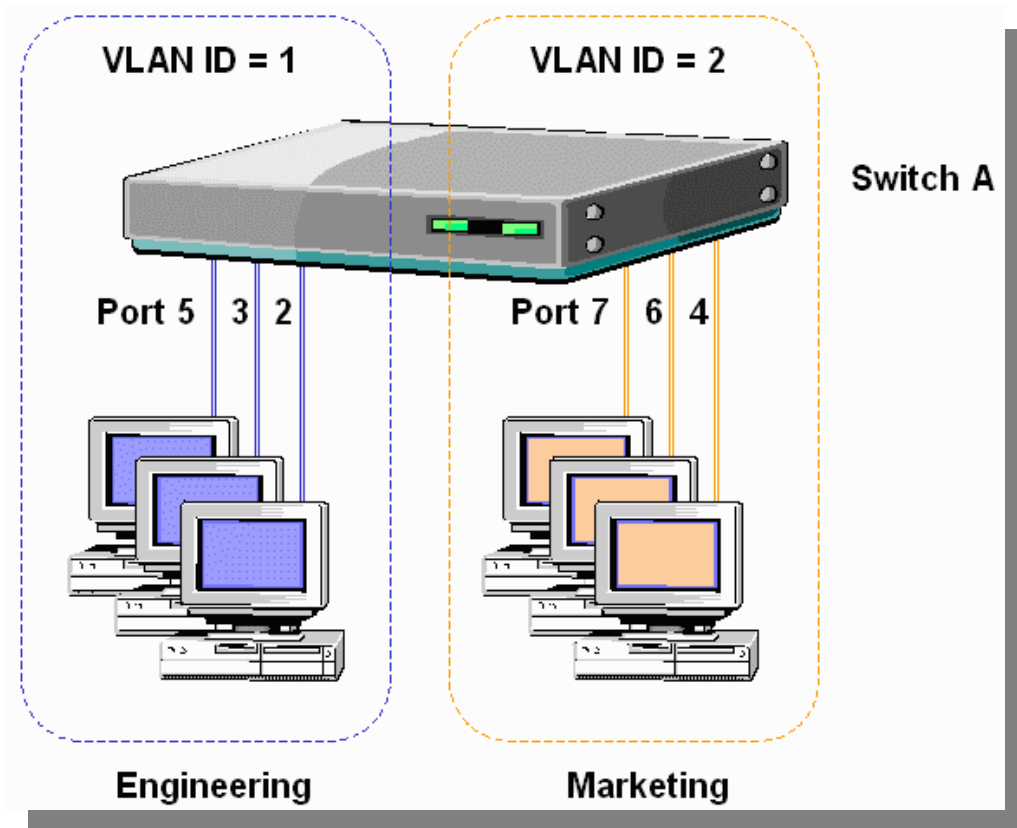 VLAN ID = 1
VLAN ID = 2
Switch A
Port 5 3 2
Port 7 6 4
Engineering
Marketing